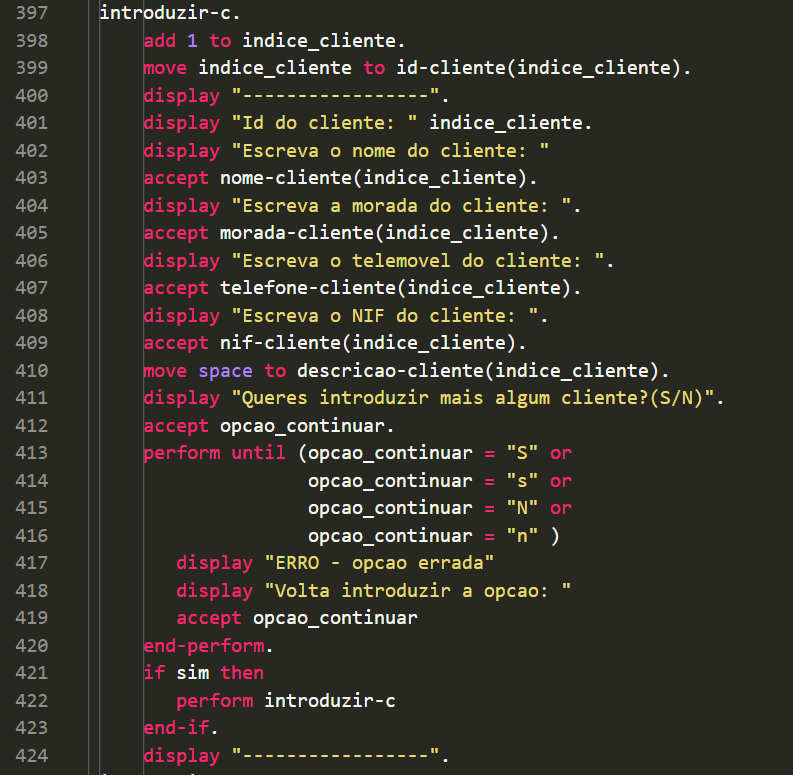 397 introduzir-c.
398 add 1 to indice_cliente.
399 move indice_cliente to id-cliente(indice_cliente).
400 display "-----------------".
401 display "Id do cliente: " indice_cliente.
402 display "Escreva o nome do cliente: "
403 accept nome-cliente(indice_cliente).
404 display "Escreva a morada do cliente: ".
405 accept morada-cliente(indice_cliente).
406 display "Escreva o telemovel do cliente: ".
407 accept telefone-cliente(indice_cliente).
408 display "Escreva o NIF do cliente: ".
409 accept nif-cliente(indice_cliente).
410 move space to descricao-cliente(indice_cliente).
411 display "Queres introduzir mais algum cliente?(S/N)".
412 accept opcao_continuar.
413 perform until (opcao_continuar = "S" or
414 opcao_continuar = "s" or
415 opcao_continuar = "N" or
416 opcao_continuar = "n" )
417 display "ERRO - opcao errada"
418 display "Volta introduzir a opcao: "
419 accept opcao_continuar
420 end-perform.
421 if sim then
422 perform introduzir-c
423 end-if.
424 display "-----------------".